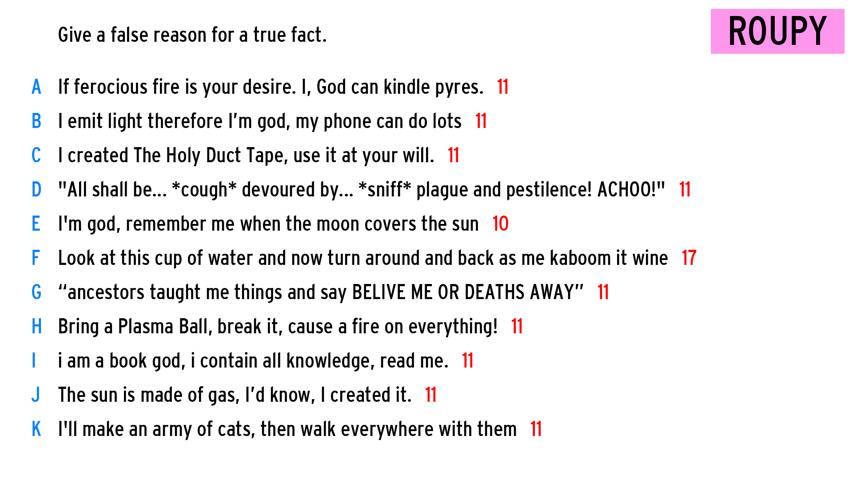 Give a false reason for a true fact.
ROUPY
A If ferocious fire is your desire. I, God can kindle pyres. 11
B I emit light therefore I'm god, my phone can do lots 11
C I created The Holy Duct Tape, use it at your will. 11
D "All shall be... *cough* devoured by... *sniff* plague and pestilence! ACHOO!" 11
E I'm god, remember me when the moon covers the sun 10
F Look at this cup of water and now turn around and back as me kaboom it wine 17
G “ancestors taught me things and say BELIVE ME OR DEATHS AWAY” 11
H Bring a Plasma Ball, break it, cause a fire on everything! 11
I i am a book god, i contain all knowledge, read me. 11
J The sun is made of gas, I’d know, I created it. 11
K I'll make an army of cats, then walk everywhere with them 11